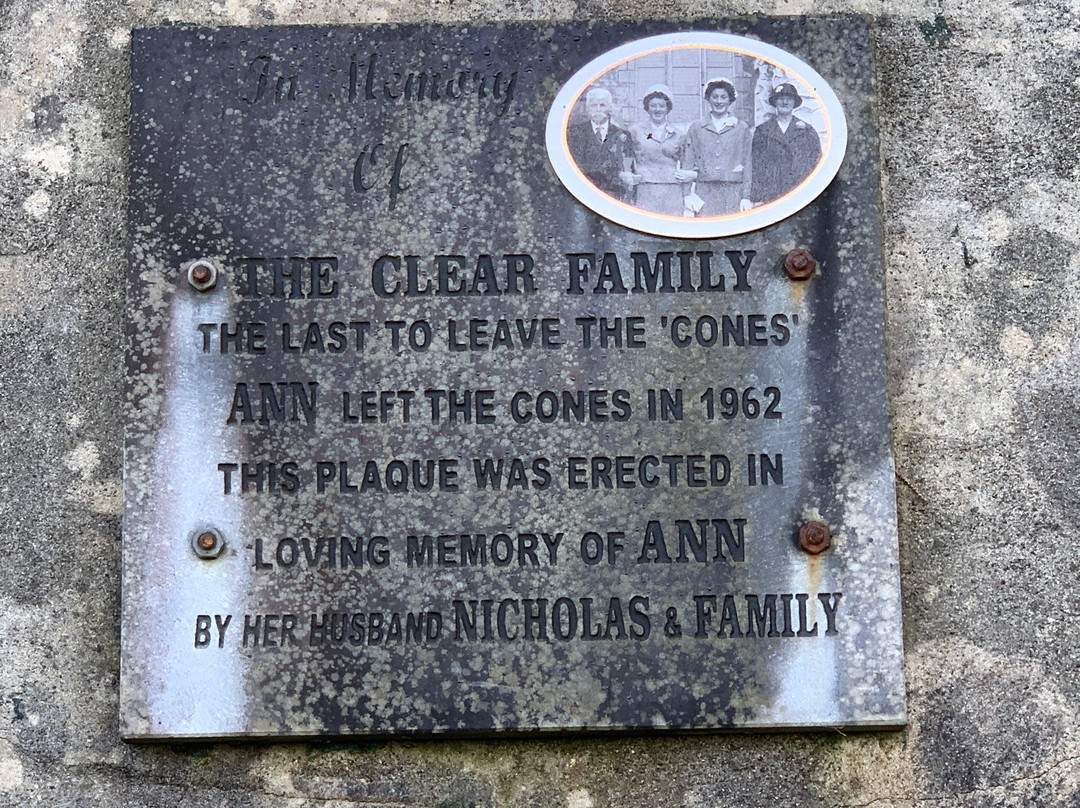 In Memory
Of
THE CLEAR FAMILY
THE LAST TO LEAVE THE 'CONES'
ANN LEFT THE CONES IN 1962
THIS PLAQUE WAS ERECTED IN
LOVING MEMORY OF ANN
BY HER HUSBAND NICHOLAS & FAMILY